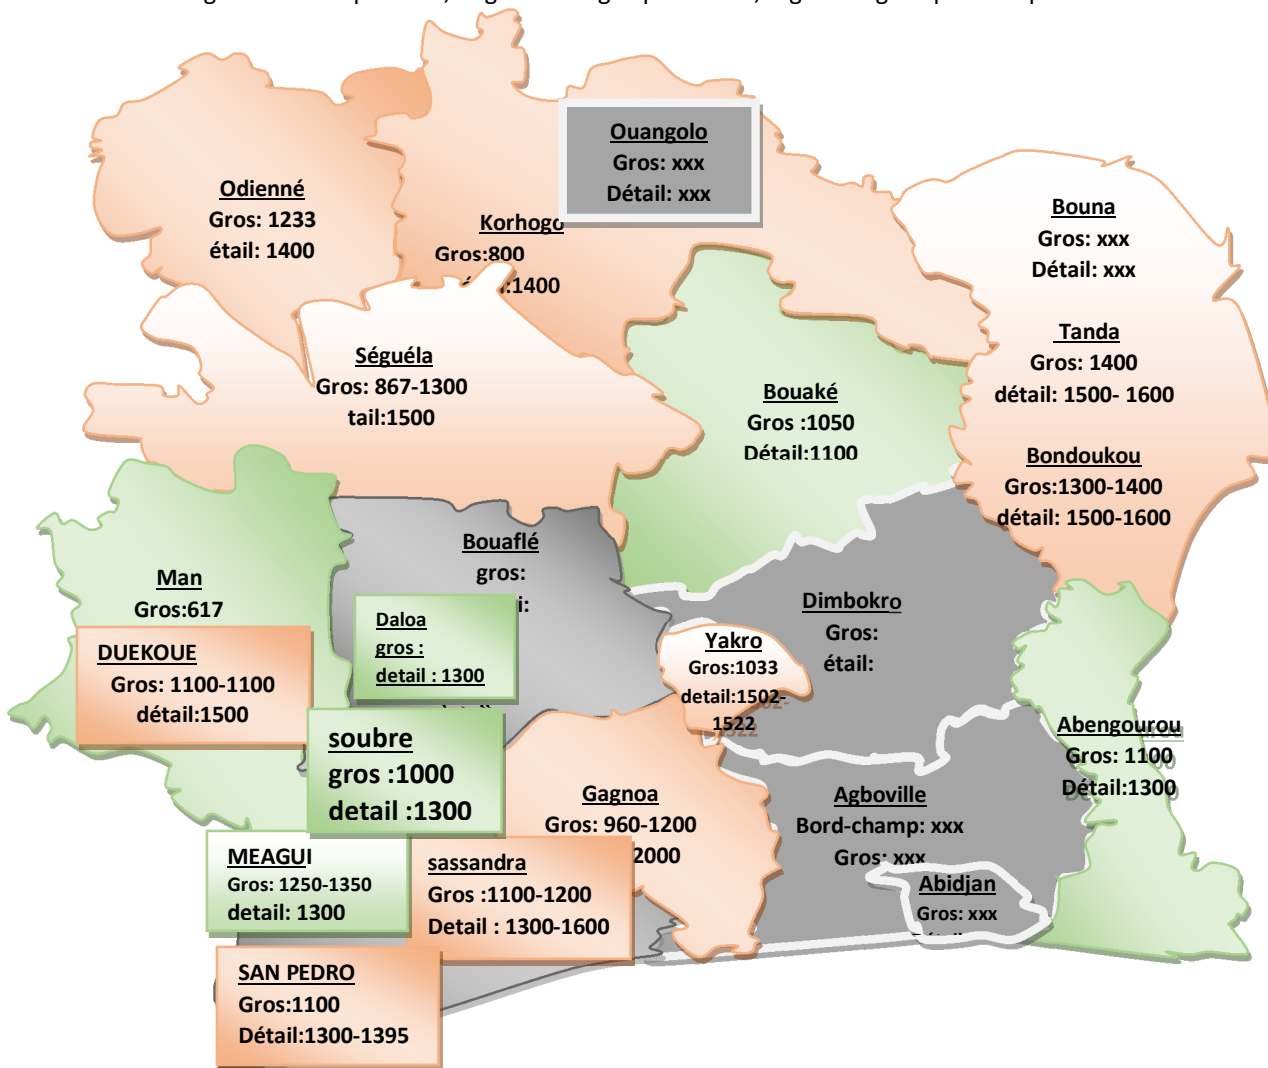 Ouangolo
Gros: xxx
Détail: xxx
Odienné
Gros: 1233
étail: 1400
Korhogo
Gros:800
:1400
Bouna
Gros: xxx
Détail: xxx
Tanda
Gros: 1400
détail: 1500- 1600
Bondoukou
Gros:1300-1400
détail: 1500-1600
Séguéla
Gros: 867-1300
tail:1500
Bouaké
Gros :1050
Détail:1100
Bouaflé
gros:
i:
Man
Gros:617
Daloa
gros :
detail : 1300
DUEKOUE
Gros: 1100-1100
détail:1500
Dimbokro
Gros:
étail:
Yakro
Gros:1033
detail:1502-
1522
soubre
gros :1000
detail :1300
Abengourou
Gros: 1100
Détail:1300
Gagnoa
Gros: 960-1200
2000
Agboville
Bord-champ: xxx
Gros: xxx
Abidjan
Gros: xxx
MEAGUI
Gros: 1250-1350
detail: 1300
sassandra
Gros :1100-1200
Detail : 1300-1600
SAN PEDRO
Gros:1100
Détail:1300-1395